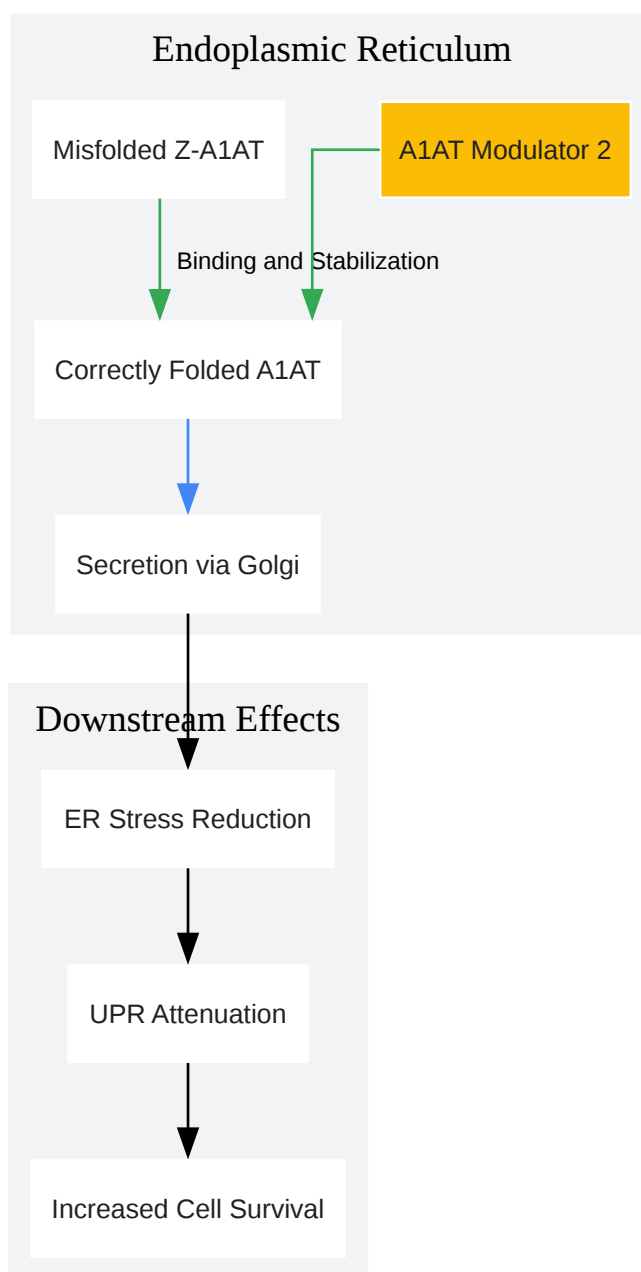 Endoplasmic Reticulum
Misfolded Z-A1AT
A1AT Modulator 2
Binding and Stabilization
Correctly Folded A1AT
Secretion via Golgi
Downstream Effects
ER Stress Reduction
UPR Attenuation
Increased Cell Survival